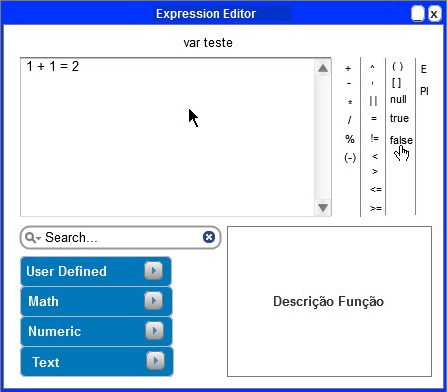 Expression Editor
var teste
1 + 1 = 2
+ ^ ( ) E
- ' [ ] PI
* | | null
/ = true
% != false
(-) <
>
<=
>=
Search...
User Defined
Math
Numeric
Text
Descrição Função